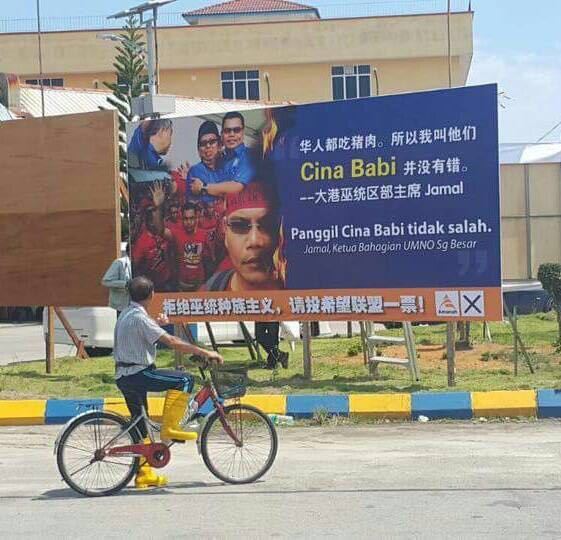 华人都吃猪肉。所以我叫他们
Cina Babi 并没有错。
--大港巫统区部主席 Jamal
Panggil Cina Babi tidak salah.
Jamal, Ketua Bahagian UMNO Sg Besar
拒绝巫统种族主义，请投希望联盟一票！
Amanah
X